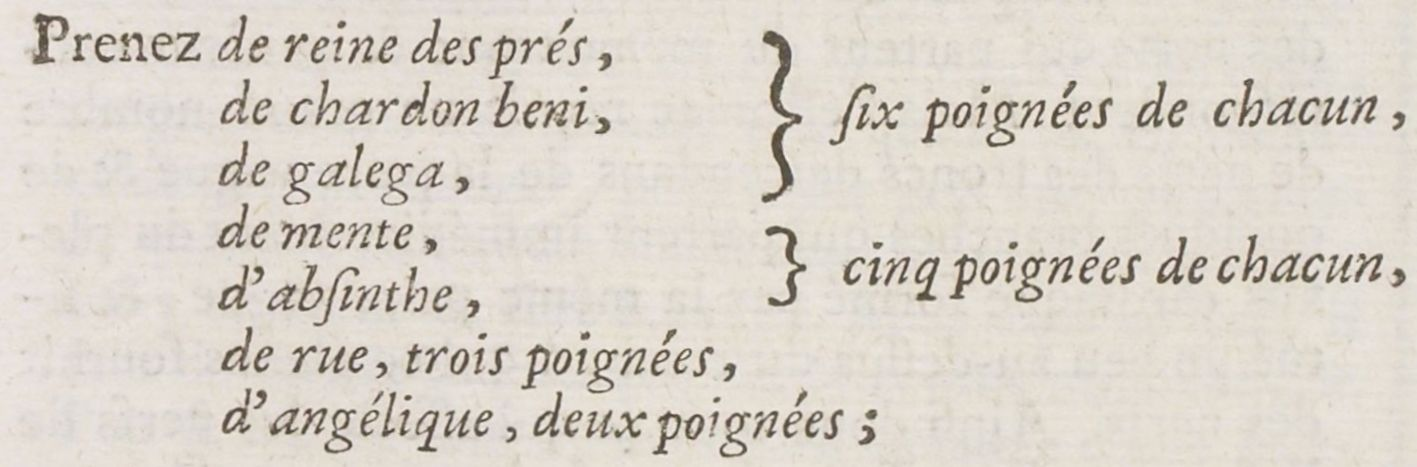 Prenez de reine des prés,
de chardon beni,
de galega,
} ſix poignées de chacun,
de mente,
d'abſinthe,
} cinq poignées de chacun,
de rue, trois poignées,
d'angélique, deux poignées;